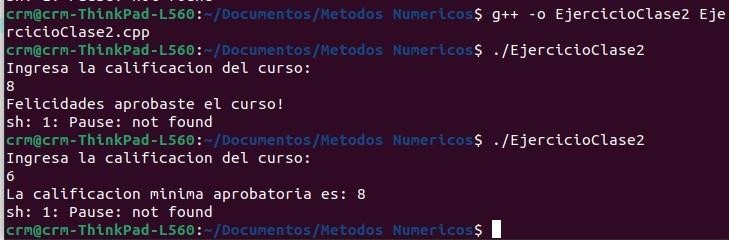 crm@crm-ThinkPad-L560:~/Documentos/Metodos Numericos$ g++ -o EjercicioClase2 Eje
rcicioClase2.cpp
crm@crm-ThinkPad-L560:~/Documentos/Metodos Numericos$ ./EjercicioClase2
Ingresa la calificacion del curso:
8
Felicidades aprobaste el curso!
sh: 1: Pause: not found
crm@crm-ThinkPad-L560:~/Documentos/Metodos Numericos$ ./EjercicioClase2
Ingresa la calificacion del curso:
6
La calificacion minima aprobatoria es: 8
sh: 1: Pause: not found
crm@crm-ThinkPad-L560:~/Documentos/Metodos Numericos$